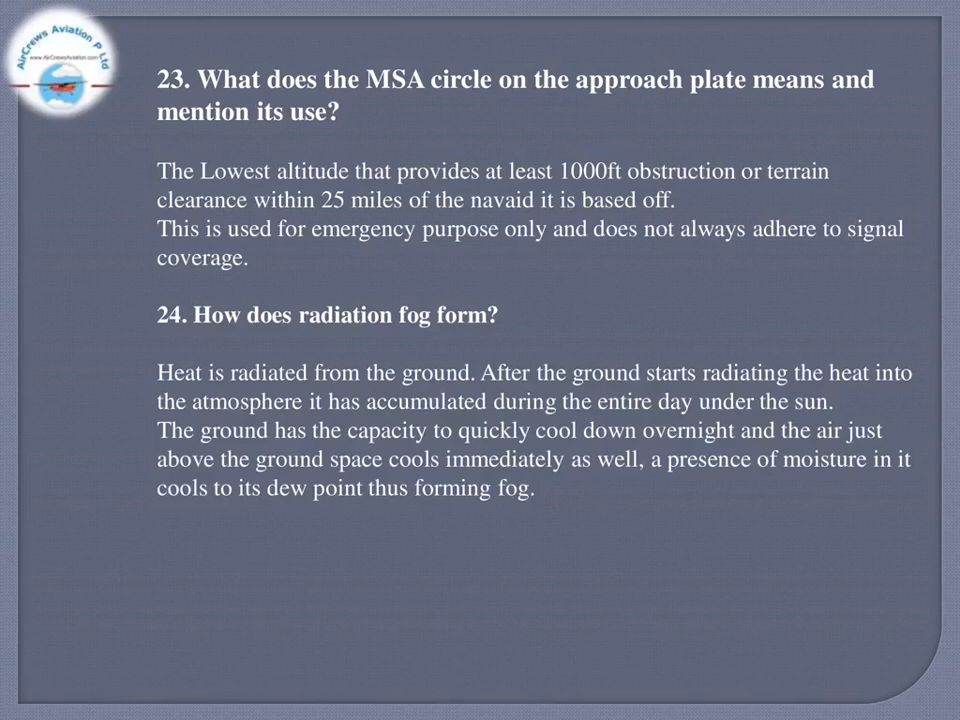 AirCrews Aviation P Ltd
www.AirCrewsAviation.com
23. What does the MSA circle on the approach plate means and
mention its use?
The Lowest altitude that provides at least 1000ft obstruction or terrain
clearance within 25 miles of the navaid it is based off.
This is used for emergency purpose only and does not always adhere to signal
coverage.
24. How does radiation fog form?
Heat is radiated from the ground. After the ground starts radiating the heat into
the atmosphere it has accumulated during the entire day under the sun.
The ground has the capacity to quickly cool down overnight and the air just
above the ground space cools immediately as well, a presence of moisture in it
cools to its dew point thus forming fog.